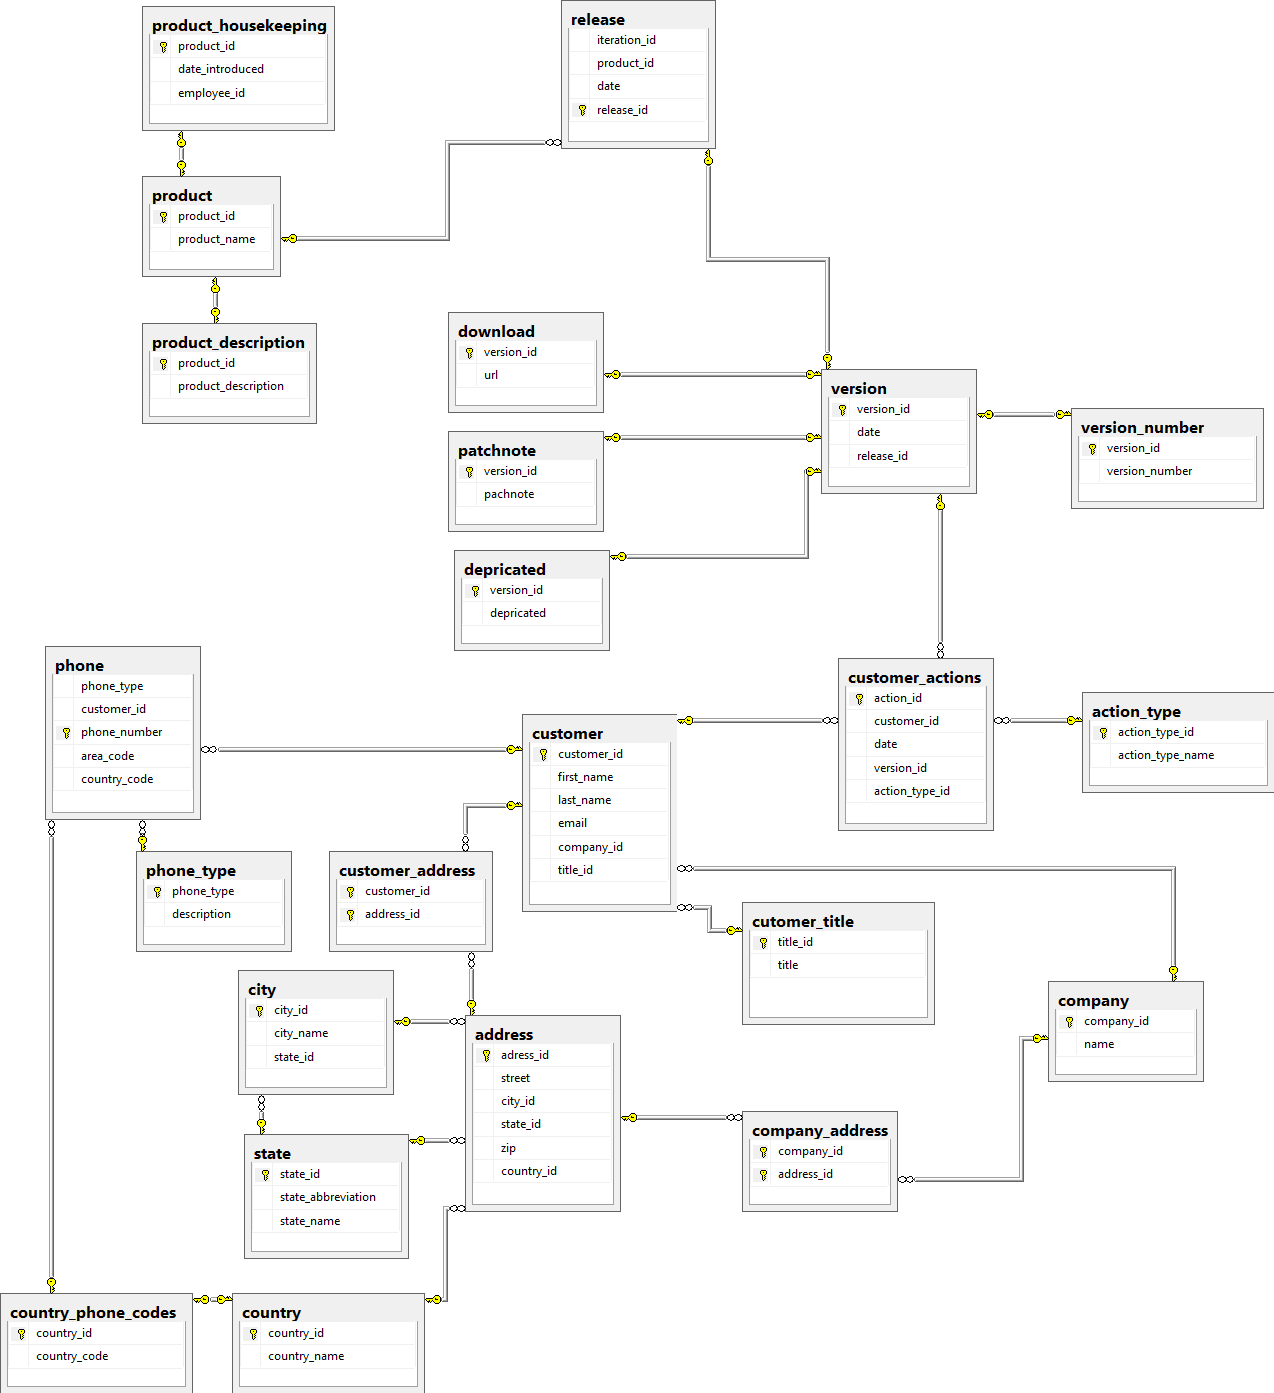 product_housekeeping
product_id
date_introduced
employee_id
release
iteration_id
product_id
date
release_id
product
product_id
product_name
product_description
product_id
product_description
download
version_id
url
version
version_id
date
release_id
version_number
version_id
version_number
patchnote
version_id
pachnote
depricated
version_id
depricated
phone
phone_type
customer_id
phone_number
area_code
country_code
customer
customer_id
first_name
last_name
email
company_id
title_id
customer_actions
action_id
customer_id
date
version_id
action_type_id
action_type
action_type_id
action_type_name
phone_type
phone_type
description
customer_address
customer_id
address_id
cutomer_title
title_id
title
city
city_id
city_name
state_id
address
adress_id
street
city_id
state_id
zip
country_id
company
company_id
name
company_address
company_id
address_id
state
state_id
state_abbreviation
state_name
country_phone_codes
country_id
country_code
country
country_id
country_name